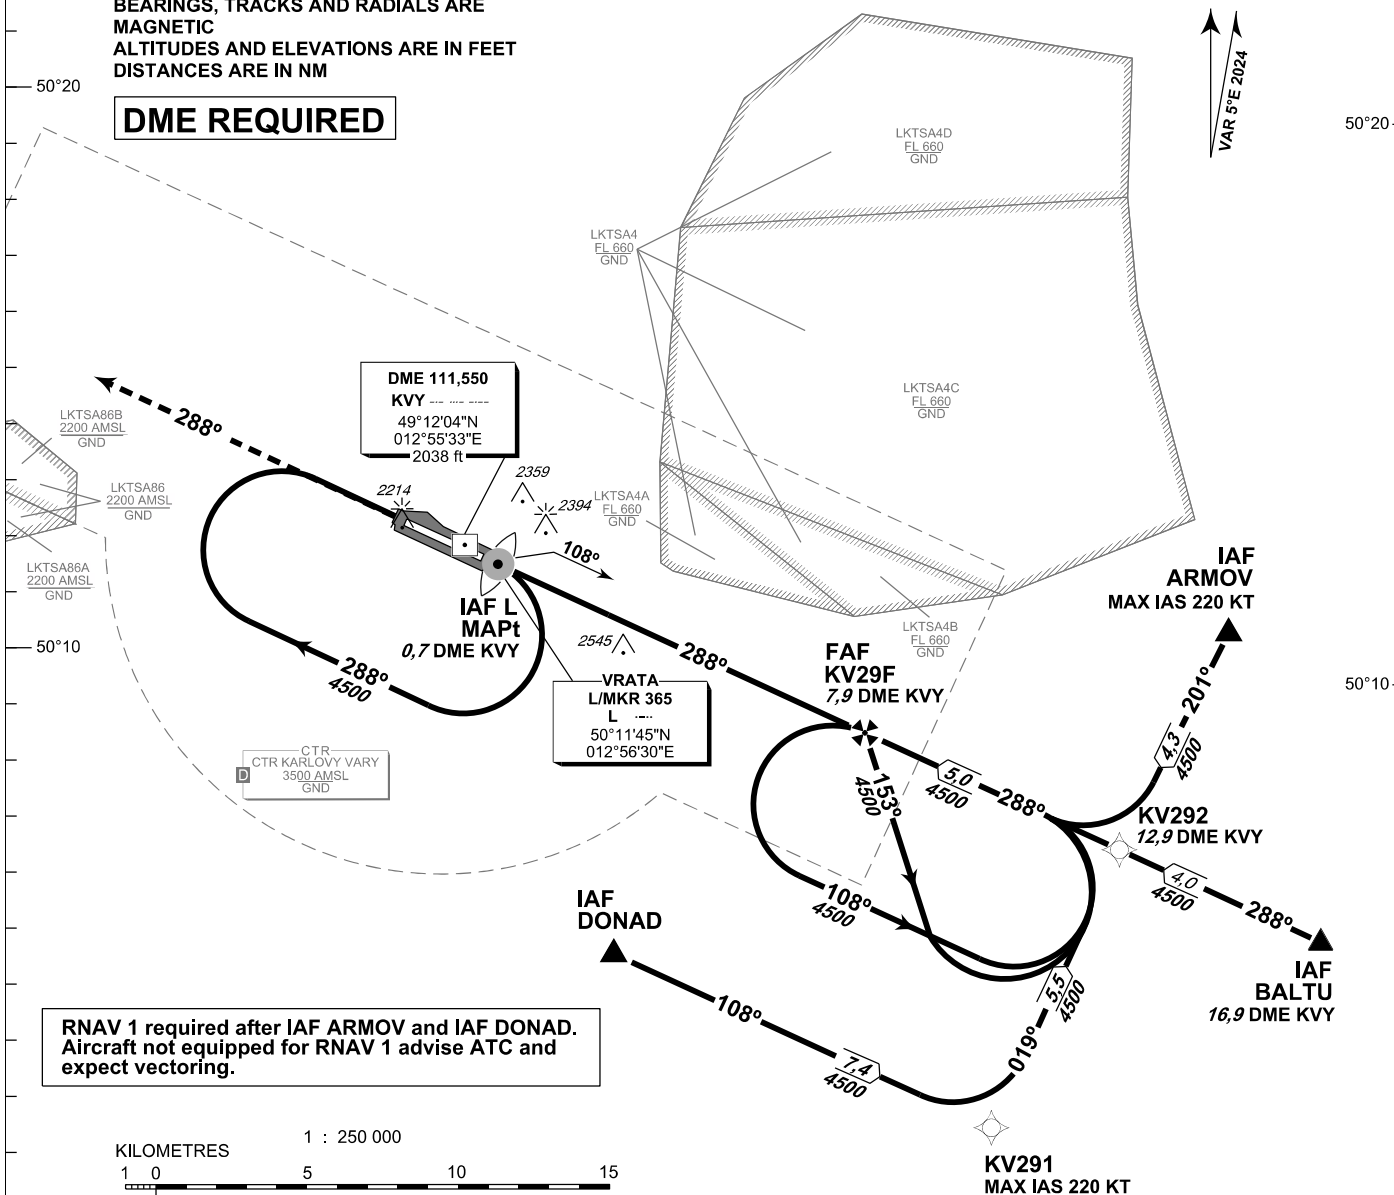 BEARINGS, TRACKS AND RADIALS ARE
MAGNETIC
ALTITUDES AND ELEVATIONS ARE IN FEET
DISTANCES ARE IN NM
DME REQUIRED
50°20
50°20
VAR 5°E 2024
LKTSA4D
FL 660
GND
LKTSA4
FL 660
GND
LKTSA4C
FL 660
GND
DME 111,550
KVY
49°12'04"N
012°55'33"E
2038 ft
288°
LKTSA86B
2200 AMSL
GND
LKTSA86
2200 AMSL
GND
LKTSA86A
2200 AMSL
GND
2214
2359
2394
LKTSA4A
FL 660
GND
108°
IAF
ARMOV
MAX IAS 220 KT
IAF L
MAPt
0,7 DME KVY
50°10
50°10
2545
288°
288°
4500
LKTSA4B
FL 660
GND
FAF
KV29F
7,9 DME KVY
201°
4,3
4500
VRATA
L/MKR 365
L
50°11'45"N
012°56'30"E
CTR
CTR KARLOVY VARY
3500 AMSL
GND
D
153°
4500
5,0
4500
288°
KV292
12,9 DME KVY
4,0
4500
288°
108°
4500
IAF
DONAD
IAF
BALTU
16,9 DME KVY
108°
7,4
4500
5,5
4500
019°
RNAV 1 required after IAF ARMOV and IAF DONAD.
Aircraft not equipped for RNAV 1 advise ATC and
expect vectoring.
KV291
MAX IAS 220 KT
1 : 250 000
KILOMETRES
1 0 5 10 15